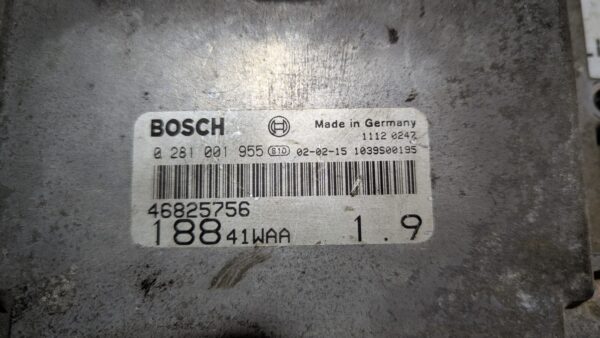 BOSCH Made in Germany
1112 0247
0 281 001 955 B10 02-02-15 1039S00195
46825756
188 41WAA 1.9